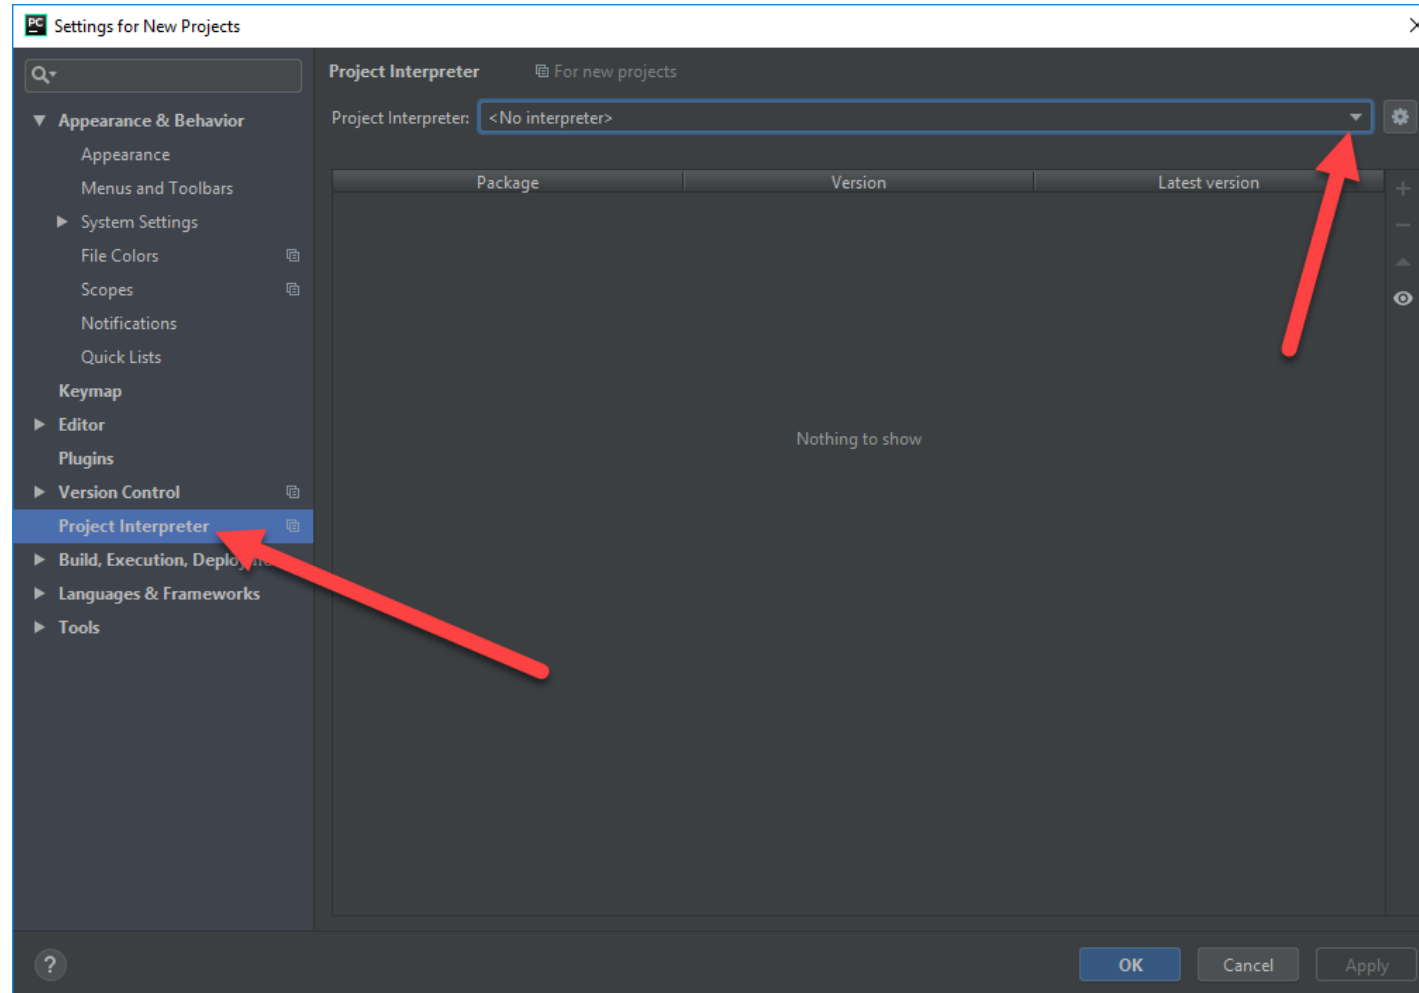 PC Settings for New Projects
Project Interpreter For new projects
Project Interpreter: <No interpreter>
Appearance & Behavior
Appearance
Menus and Toolbars
System Settings
File Colors
Scopes
Notifications
Quick Lists
Keymap
Editor
Plugins
Version Control
Project Interpreter
Build, Execution,
Languages & Frameworks
Tools
Package Version Latest version
Nothing to show
? OK Cancel Apply